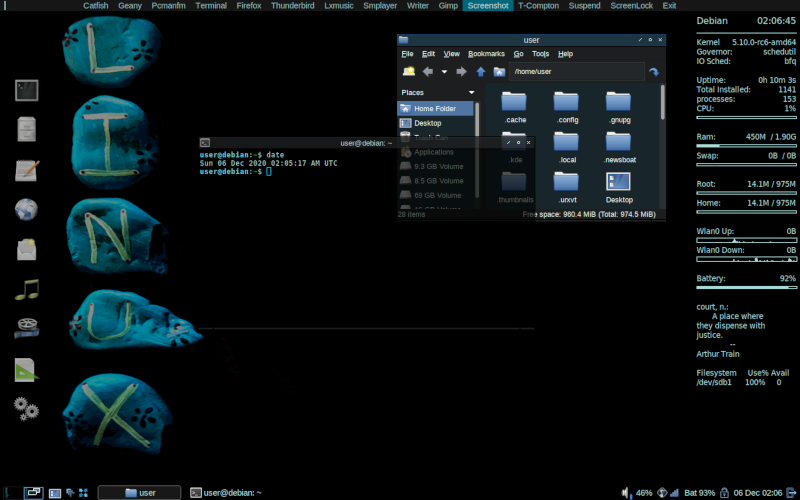 Catfish Geany Pcmanfm Terminal Firefox Thunderbird Lxmusic Smplayer Writer Gimp Screenshot T-Compton Suspend ScreenLock Exit
L
I
N
U
X
user
File Edit View Bookmarks Go Tools Help
/home/user
Places
Home Folder
Desktop
Trash Can
Applications
9.3 GB Volume
8.5 GB Volume
69 GB Volume
.cache .config .gnupg
.kde .local .newsboat
.thumbnails .urxvt Desktop
28 items Free space: 960.4 MiB (Total: 974.5 MiB)
user@debian: ~
user@debian:~$ date
Sun 06 Dec 2020 02:05:17 AM UTC
user@debian:~$
Debian 02:06:45
Kernel 5.10.0-rc6-amd64
Governor: schedutil
IO Sched: bfq
Uptime: 0h 10m 3s
Total Installed: 1141
processes: 153
CPU: 1%
Ram: 450M / 1.90G
Swap: 0B / 0B
Root: 14.1M / 975M
Home: 14.1M / 975M
Wlan0 Up: 0B
Wlan0 Down: 0B
Battery: 92%
court, n.:
A place where
they dispense with
justice.
--
Arthur Train
Filesystem Use% Avail
/dev/sdb1 100% 0
user
user@debian: ~
46% Bat 93% 06 Dec 02:06